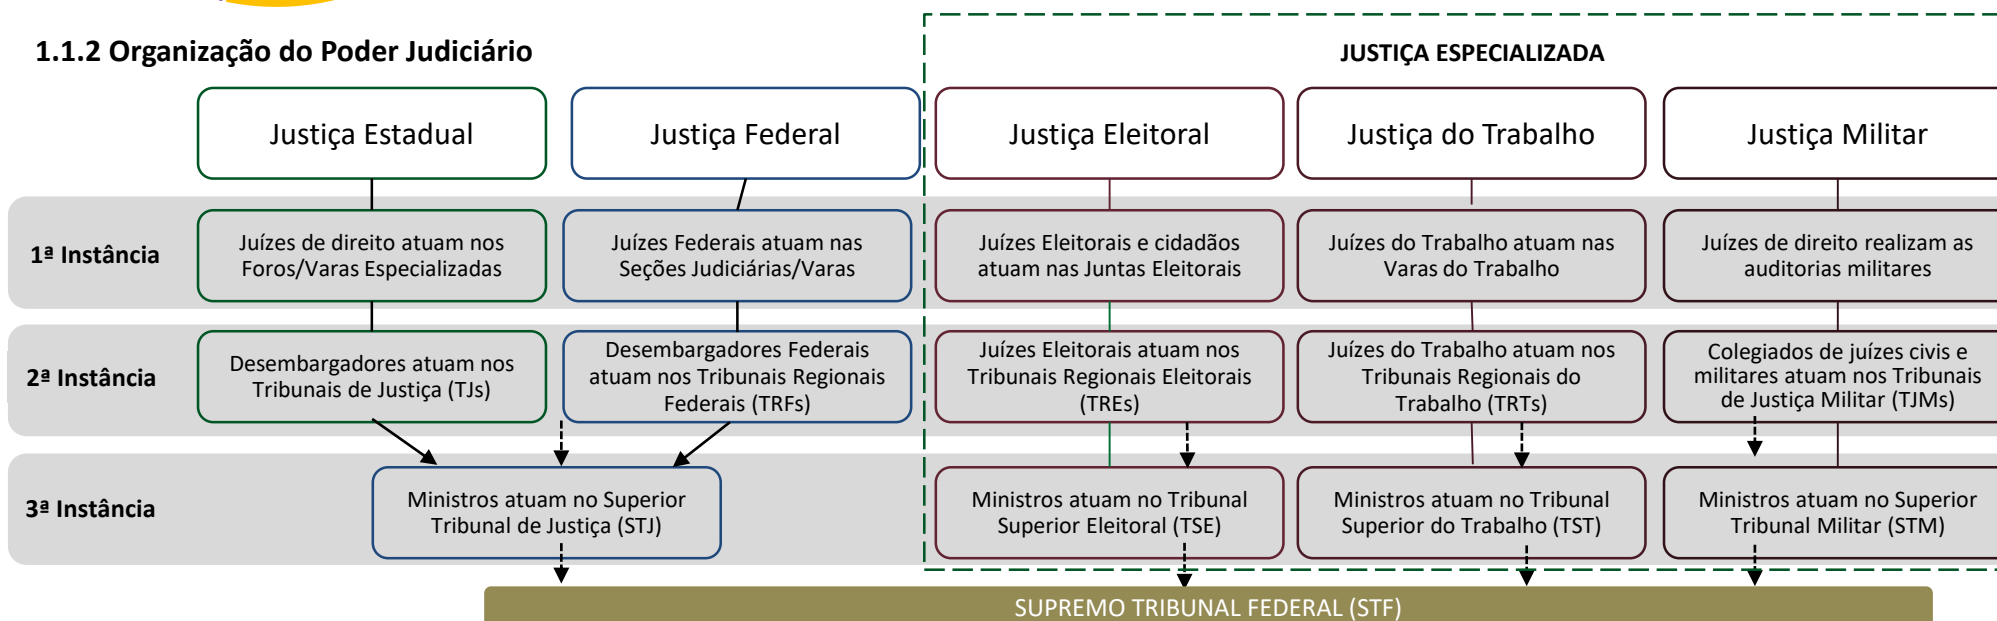 1.1.2 Organização do Poder Judiciário
JUSTIÇA ESPECIALIZADA
Justiça Estadual
Justiça Federal
Justiça Eleitoral
Justiça do Trabalho
Justiça Militar
1ª Instância
Juízes de direito atuam nos
Foros/Varas Especializadas
Juízes Federais atuam nas
Seções Judiciárias/Varas
Juízes Eleitorais e cidadãos
atuam nas Juntas Eleitorais
Juízes do Trabalho atuam nas
Varas do Trabalho
Juízes de direito realizam as
auditorias militares
2ª Instância
Desembargadores atuam nos
Tribunais de Justiça (TJs)
Desembargadores Federais
atuam nos Tribunais Regionais
Federais (TRFs)
Juízes Eleitorais atuam nos
Tribunais Regionais Eleitorais
(TREs)
Juízes do Trabalho atuam nos
Tribunais Regionais do
Trabalho (TRTs)
Colegiados de juízes civis e
militares atuam nos Tribunais
de Justiça Militar (TJMs)
3ª Instância
Ministros atuam no Superior
Tribunal de Justiça (STJ)
Ministros atuam no Tribunal
Superior Eleitoral (TSE)
Ministros atuam no Tribunal
Superior do Trabalho (TST)
Ministros atuam no Superior
Tribunal Militar (STM)
SUPREMO TRIBUNAL FEDERAL (STF)